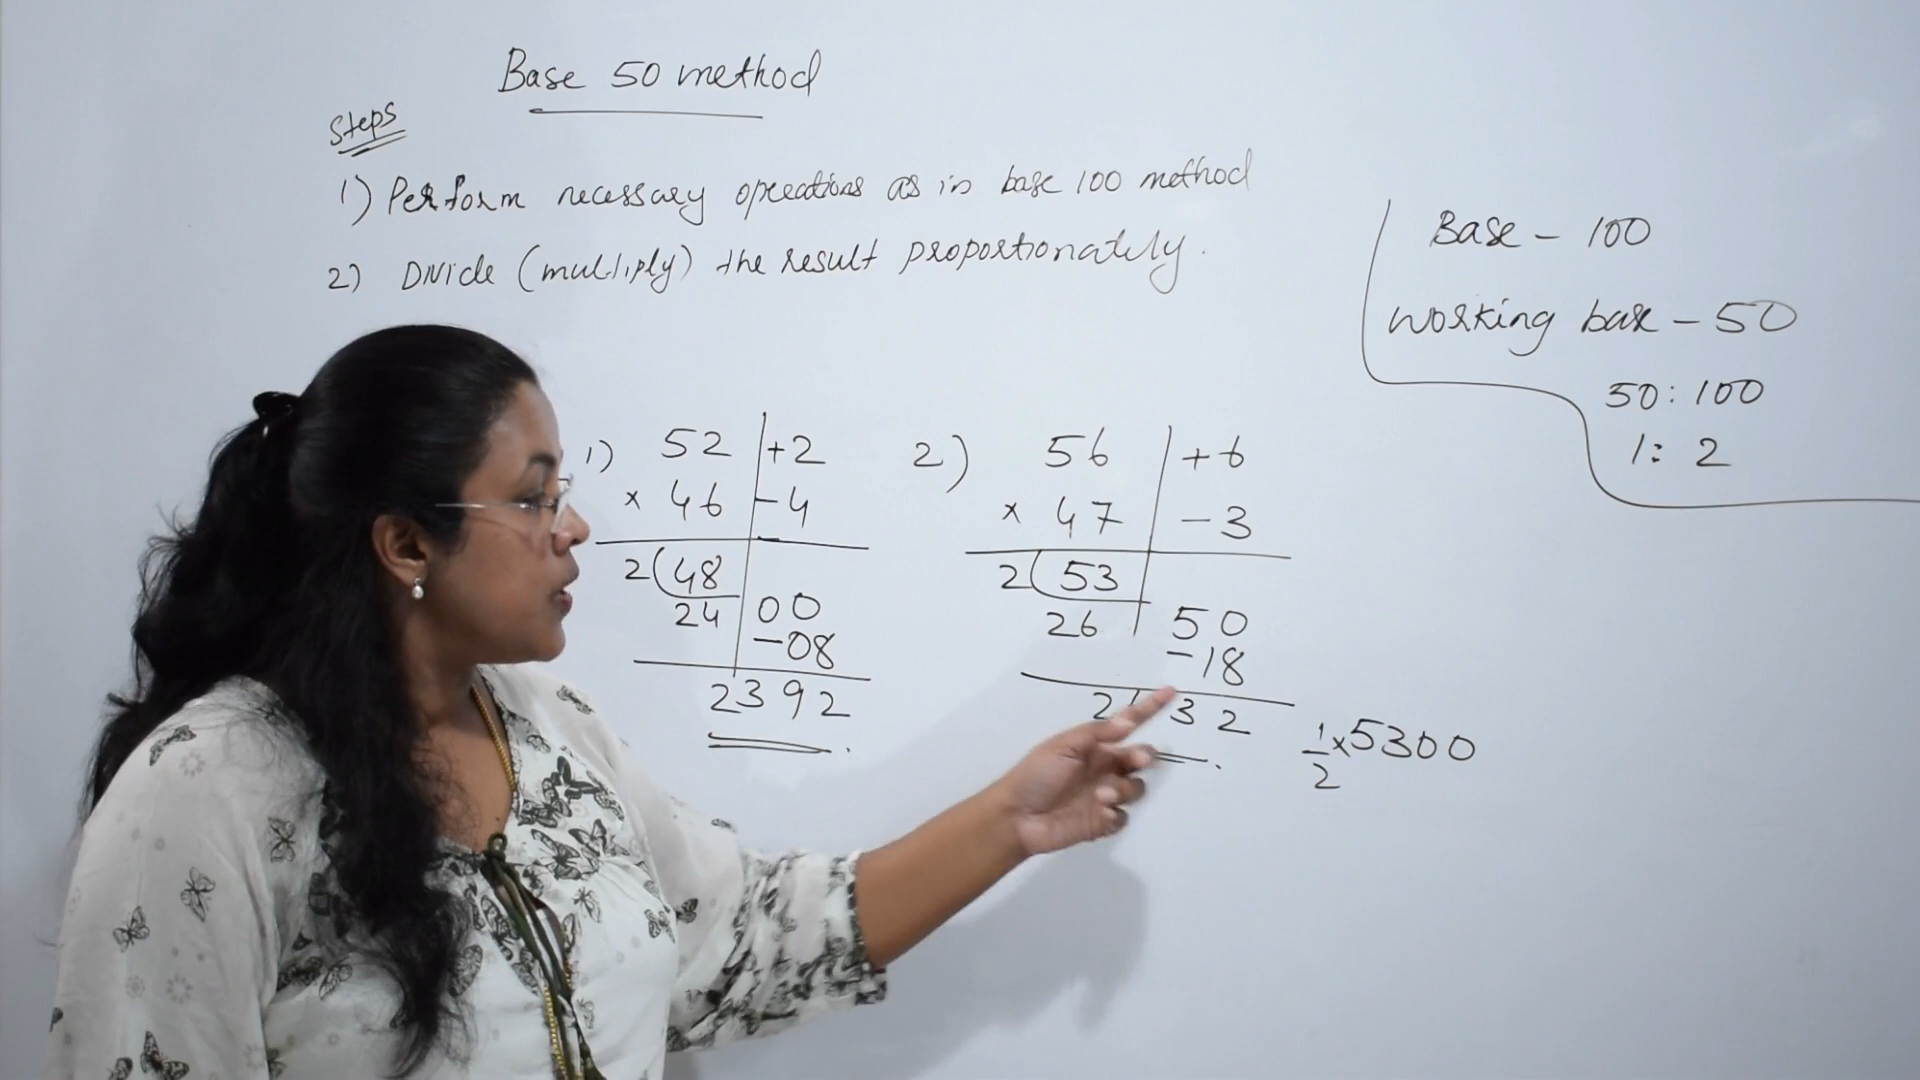 Base 50 method
Steps
1) Perform necessary operations as in base 100 method
2) Divide (multiply) the result proportionately.
Base - 100
Working base - 50
50 : 100
1 : 2
1) 52 | +2
× 46 | -4
2(48
24 | 00
-08
2392
2) 56 | +6
× 47 | -3
2(53
26 | 50
-18
2 32
1/2 × 5300